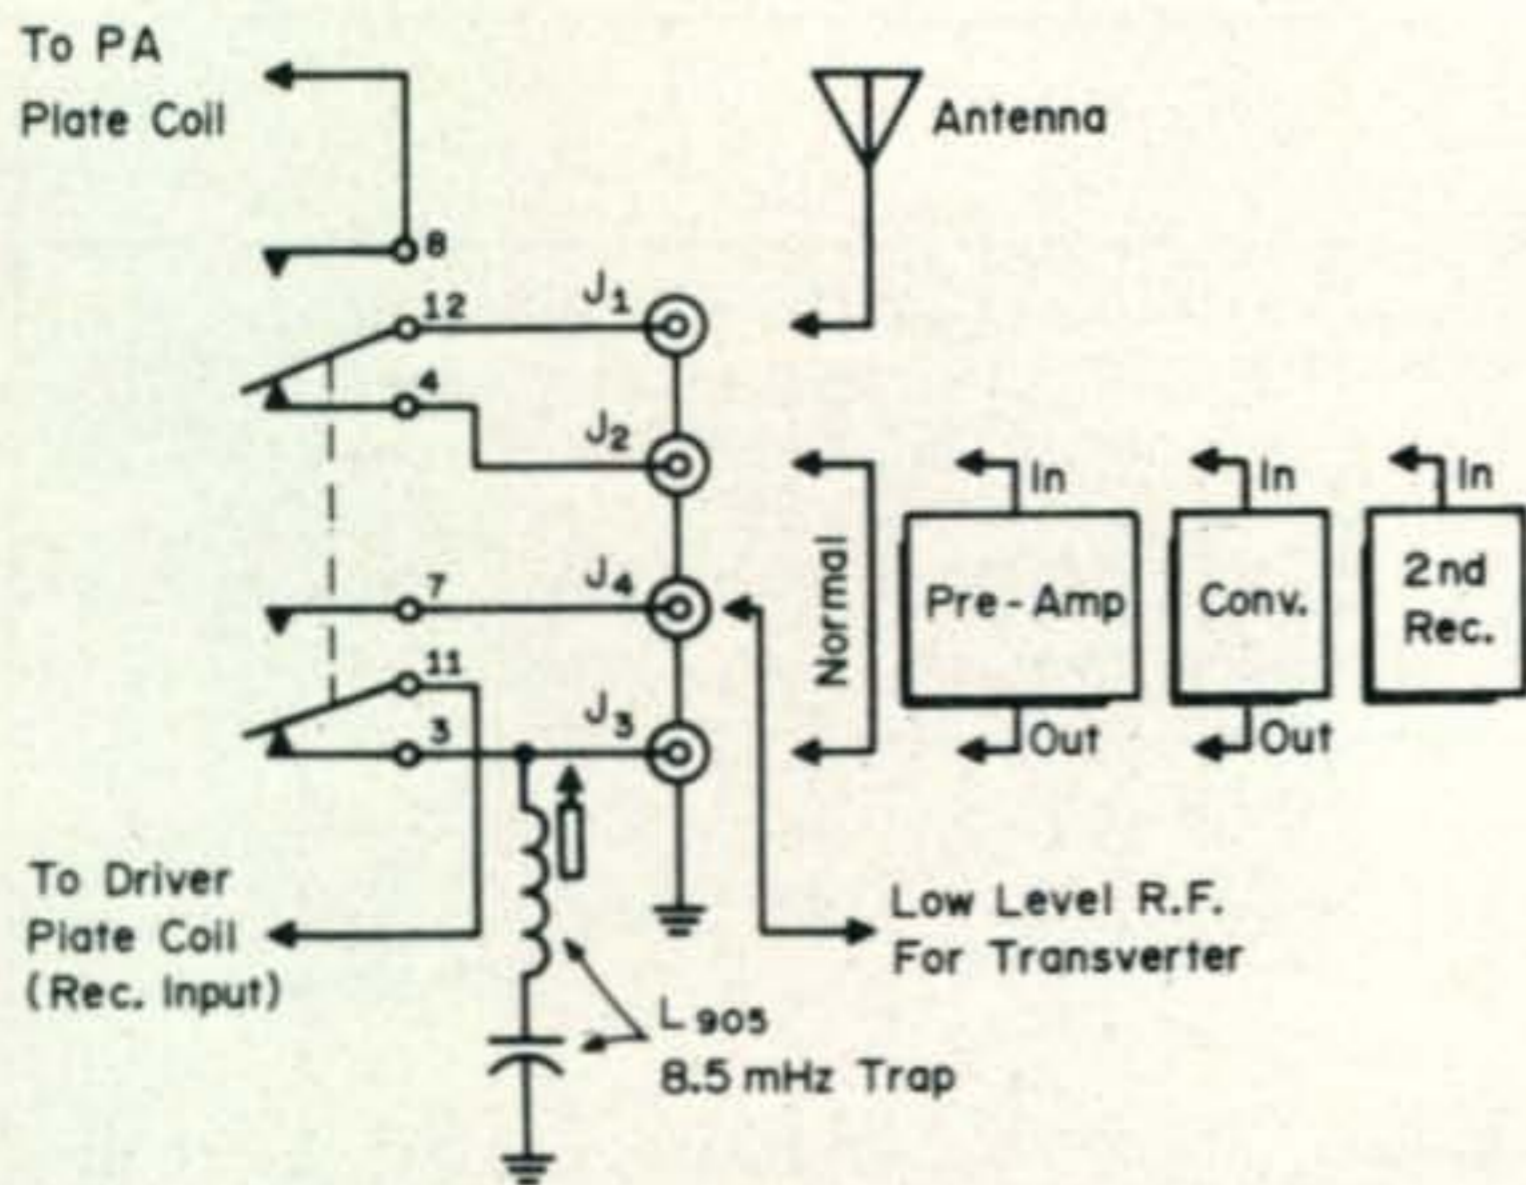 To PA
Plate Coil
Antenna
8
12
J1
4
J2
In
In
In
Normal
Pre-Amp
Conv.
2nd
Rec.
7
J4
11
3
J3
Out
Out
To Driver
Plate Coil
(Rec. Input)
Low Level R.F.
For Transverter
L905
8.5 mHz Trap